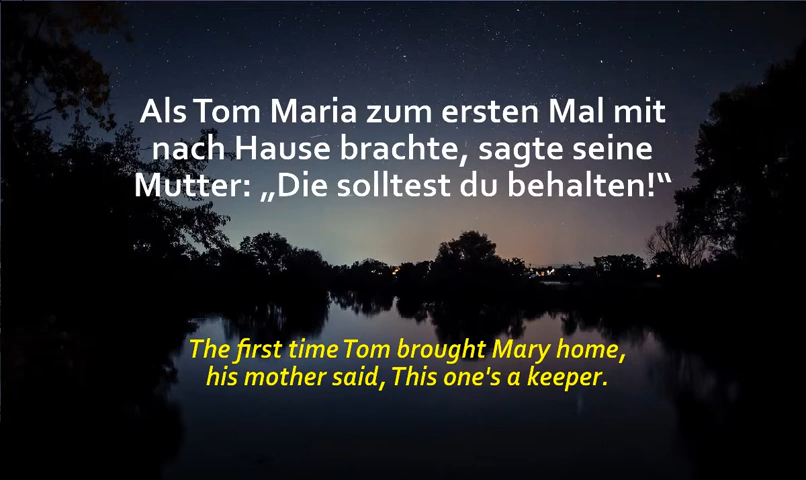 Als Tom Maria zum ersten Mal mit
nach Hause brachte, sagte seine
Mutter: „Die solltest du behalten!“
The first time Tom brought Mary home,
his mother said, This one's a keeper.